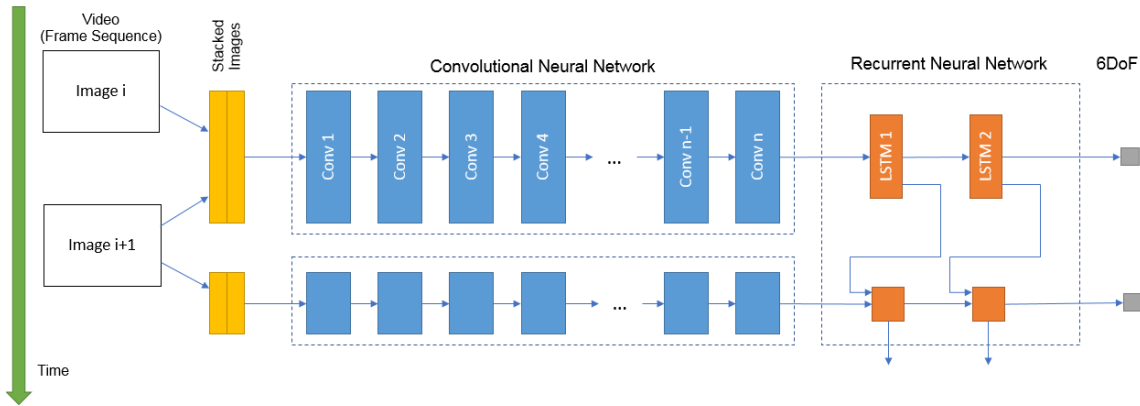 Video
(Frame Sequence)
Stacked
Images
Convolutional Neural Network
Recurrent Neural Network
6DoF
Image i
Conv 1
Conv 2
Conv 3
Conv 4
...
Conv n-1
Conv n
LSTM 1
LSTM 2
Image i+1
...
Time